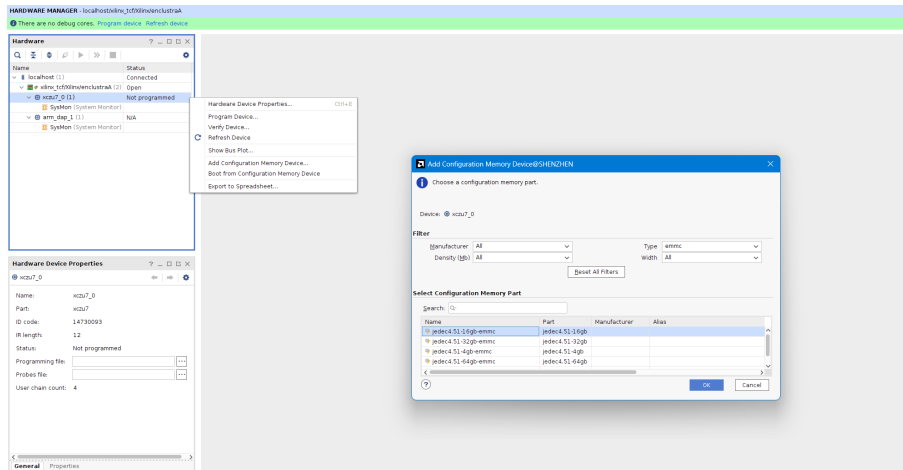 HARDWARE MANAGER - localhost/xilinx_tcf/Xilinx/enclustraA
There are no debug cores. Program device Refresh device
Hardware
Name Status
localhost (1) Connected
xilinx_tcf/Xilinx/enclustraA (2) Open
xczu7_0 (1) Not programmed
SysMon (System Monitor)
arm_dap_1 (1) N/A
SysMon (System Monitor)
Hardware Device Properties... Ctrl+E
Program Device...
Verify Device...
Refresh Device
Show Bus Plot...
Add Configuration Memory Device...
Boot from Configuration Memory Device
Export to Spreadsheet...
Hardware Device Properties
xczu7_0
Name: xczu7_0
Part: xczu7
ID code: 14730093
IR length: 12
Status: Not programmed
Programming file:
Probes file:
User chain count: 4
General Properties
Add Configuration Memory Device@SHENZHEN
Choose a configuration memory part.
Device: xczu7_0
Filter
Manufacturer All Type emmc
Density (Mb) All Width All
Reset All Filters
Select Configuration Memory Part
Search:
Name Part Manufacturer Alias
jedec4.51-16gb-emmc jedec4.51-16gb
jedec4.51-32gb-emmc jedec4.51-32gb
jedec4.51-4gb-emmc jedec4.51-4gb
jedec4.51-64gb-emmc jedec4.51-64gb
OK Cancel